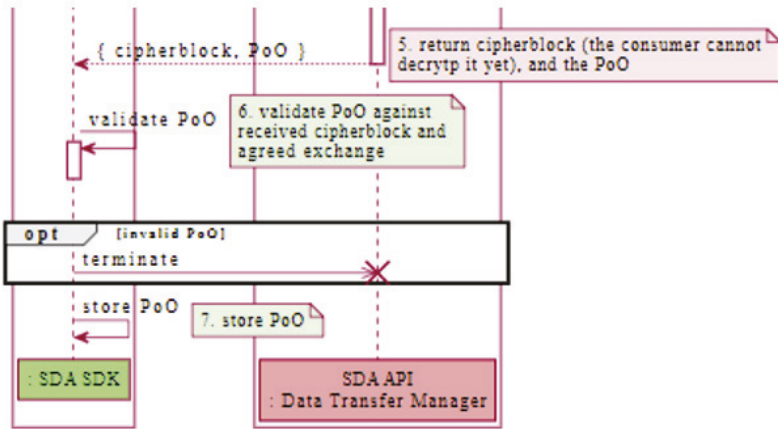 { cipherblock, PoO }
5. return cipherblock (the consumer cannot
decrytp it yet), and the PoO
validate PoO
6. validate PoO against
received cipherblock and
agreed exchange
opt [invalid PoO]
terminate
store PoO
7. store PoO
: SDA SDK
SDA API
: Data Transfer Manager